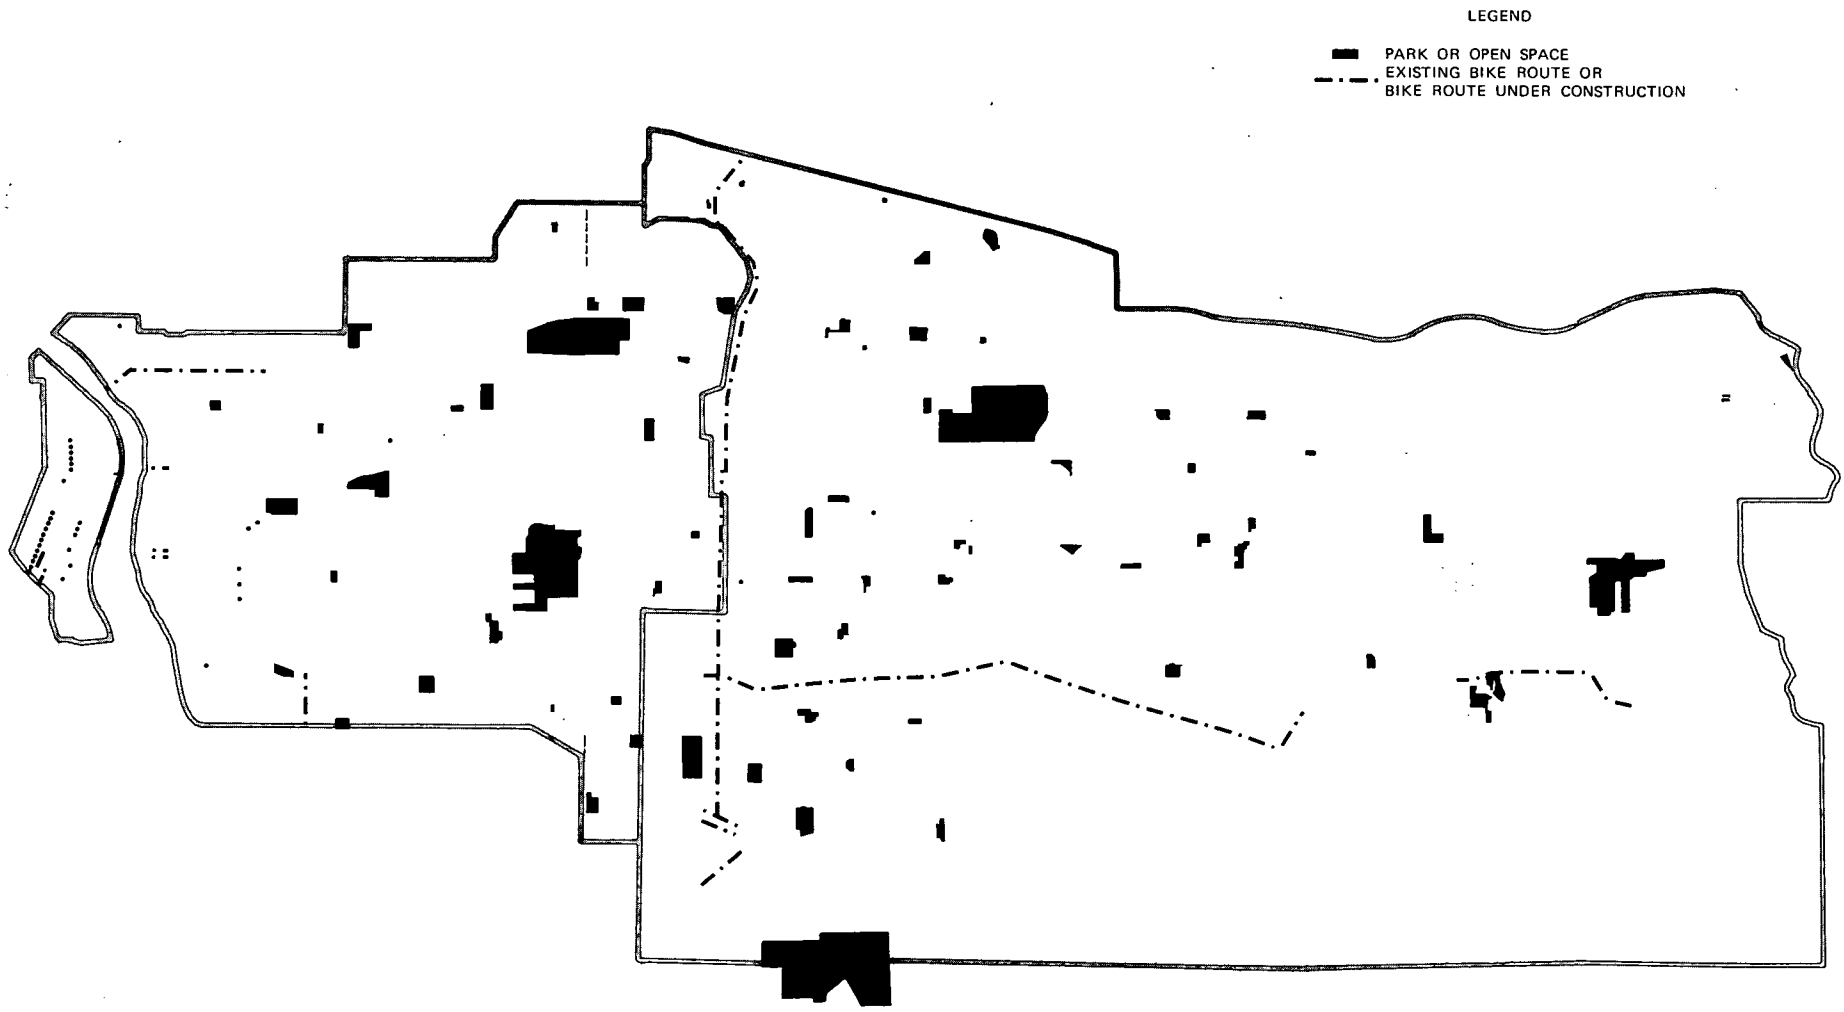 LEGEND
PARK OR OPEN SPACE
EXISTING BIKE ROUTE OR
BIKE ROUTE UNDER CONSTRUCTION